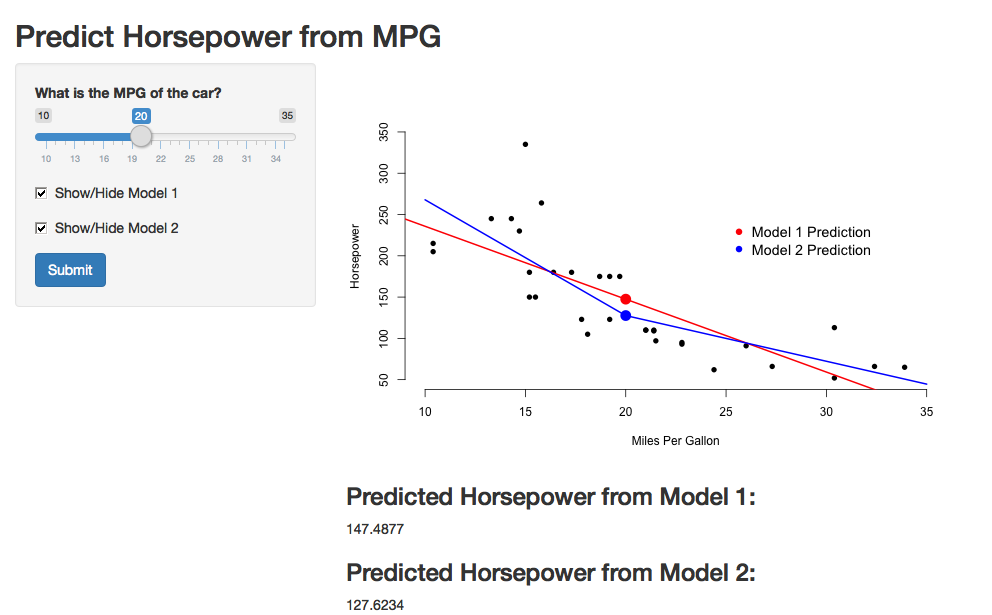 Predict Horsepower from MPG
What is the MPG of the car?
10 20 35
10 13 16 19 22 25 28 31 34
Show/Hide Model 1
Show/Hide Model 2
Submit
Horsepower
350
300
250
200
150
100
50
Model 1 Prediction
Model 2 Prediction
10 15 20 25 30 35
Miles Per Gallon
Predicted Horsepower from Model 1:
147.4877
Predicted Horsepower from Model 2:
127.6234